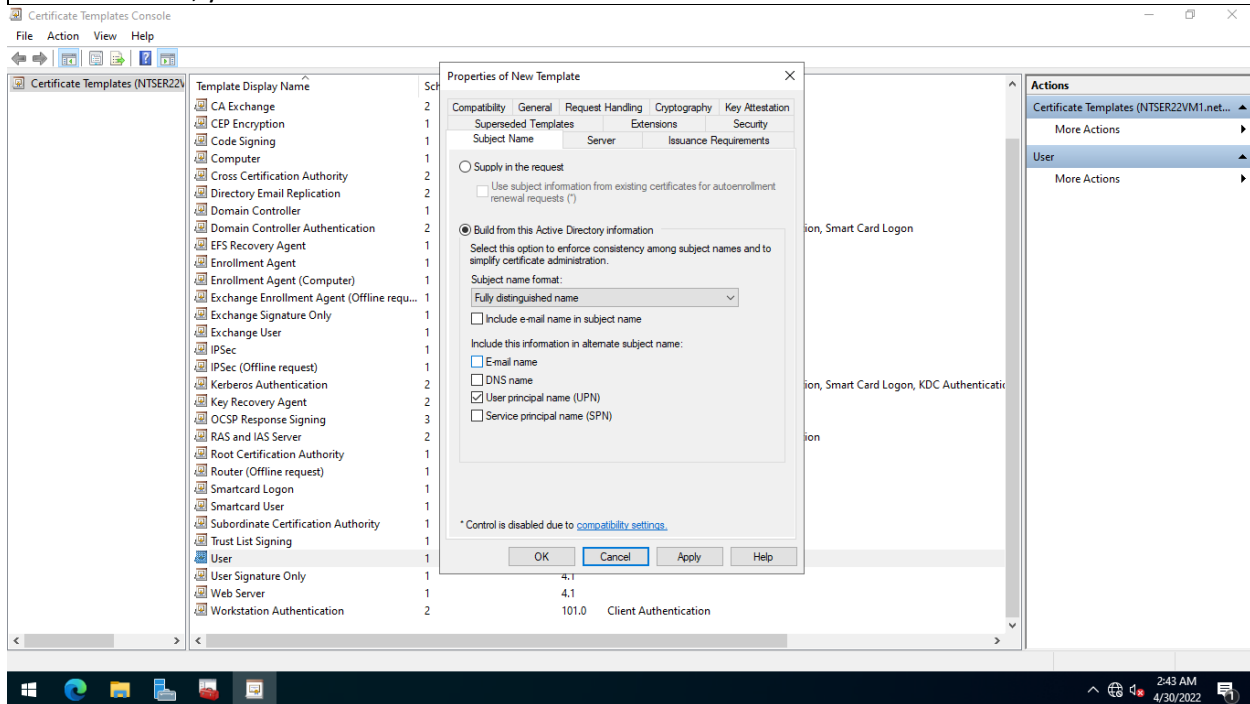 Certificate Templates Console
File Action View Help
Certificate Templates (NTSER22V
Template Display Name
CA Exchange 2
CEP Encryption 1
Code Signing 1
Computer 1
Cross Certification Authority 2
Directory Email Replication 2
Domain Controller 1
Domain Controller Authentication 2 ion, Smart Card Logon
EFS Recovery Agent 1
Enrollment Agent 1
Enrollment Agent (Computer) 1
Exchange Enrollment Agent (Offline requ... 1
Exchange Signature Only 1
Exchange User 1
IPSec 1
IPSec (Offline request) 1
Kerberos Authentication 2 ion, Smart Card Logon, KDC Authenticatic
Key Recovery Agent 2
OCSP Response Signing 3
RAS and IAS Server 2 ion
Root Certification Authority 1
Router (Offline request) 1
Smartcard Logon 1
Smartcard User 1
Subordinate Certification Authority 1
Trust List Signing 1
User 1
User Signature Only 1 4.1
Web Server 1 4.1
Workstation Authentication 2 101.0 Client Authentication
Properties of New Template
Compatibility General Request Handling Cryptography Key Attestation
Superseded Templates Extensions Security
Subject Name Server Issuance Requirements
Supply in the request
Use subject information from existing certificates for autoenrollment
renewal requests (*)
Build from this Active Directory information
Select this option to enforce consistency among subject names and to
simplify certificate administration.
Subject name format:
Fully distinguished name
Include e-mail name in subject name
Include this information in alternate subject name:
E-mail name
DNS name
User principal name (UPN)
Service principal name (SPN)
* Control is disabled due to compatibility settings.
OK Cancel Apply Help
Actions
Certificate Templates (NTSER22VM1.net...
More Actions
User
More Actions
2:43 AM
4/30/2022